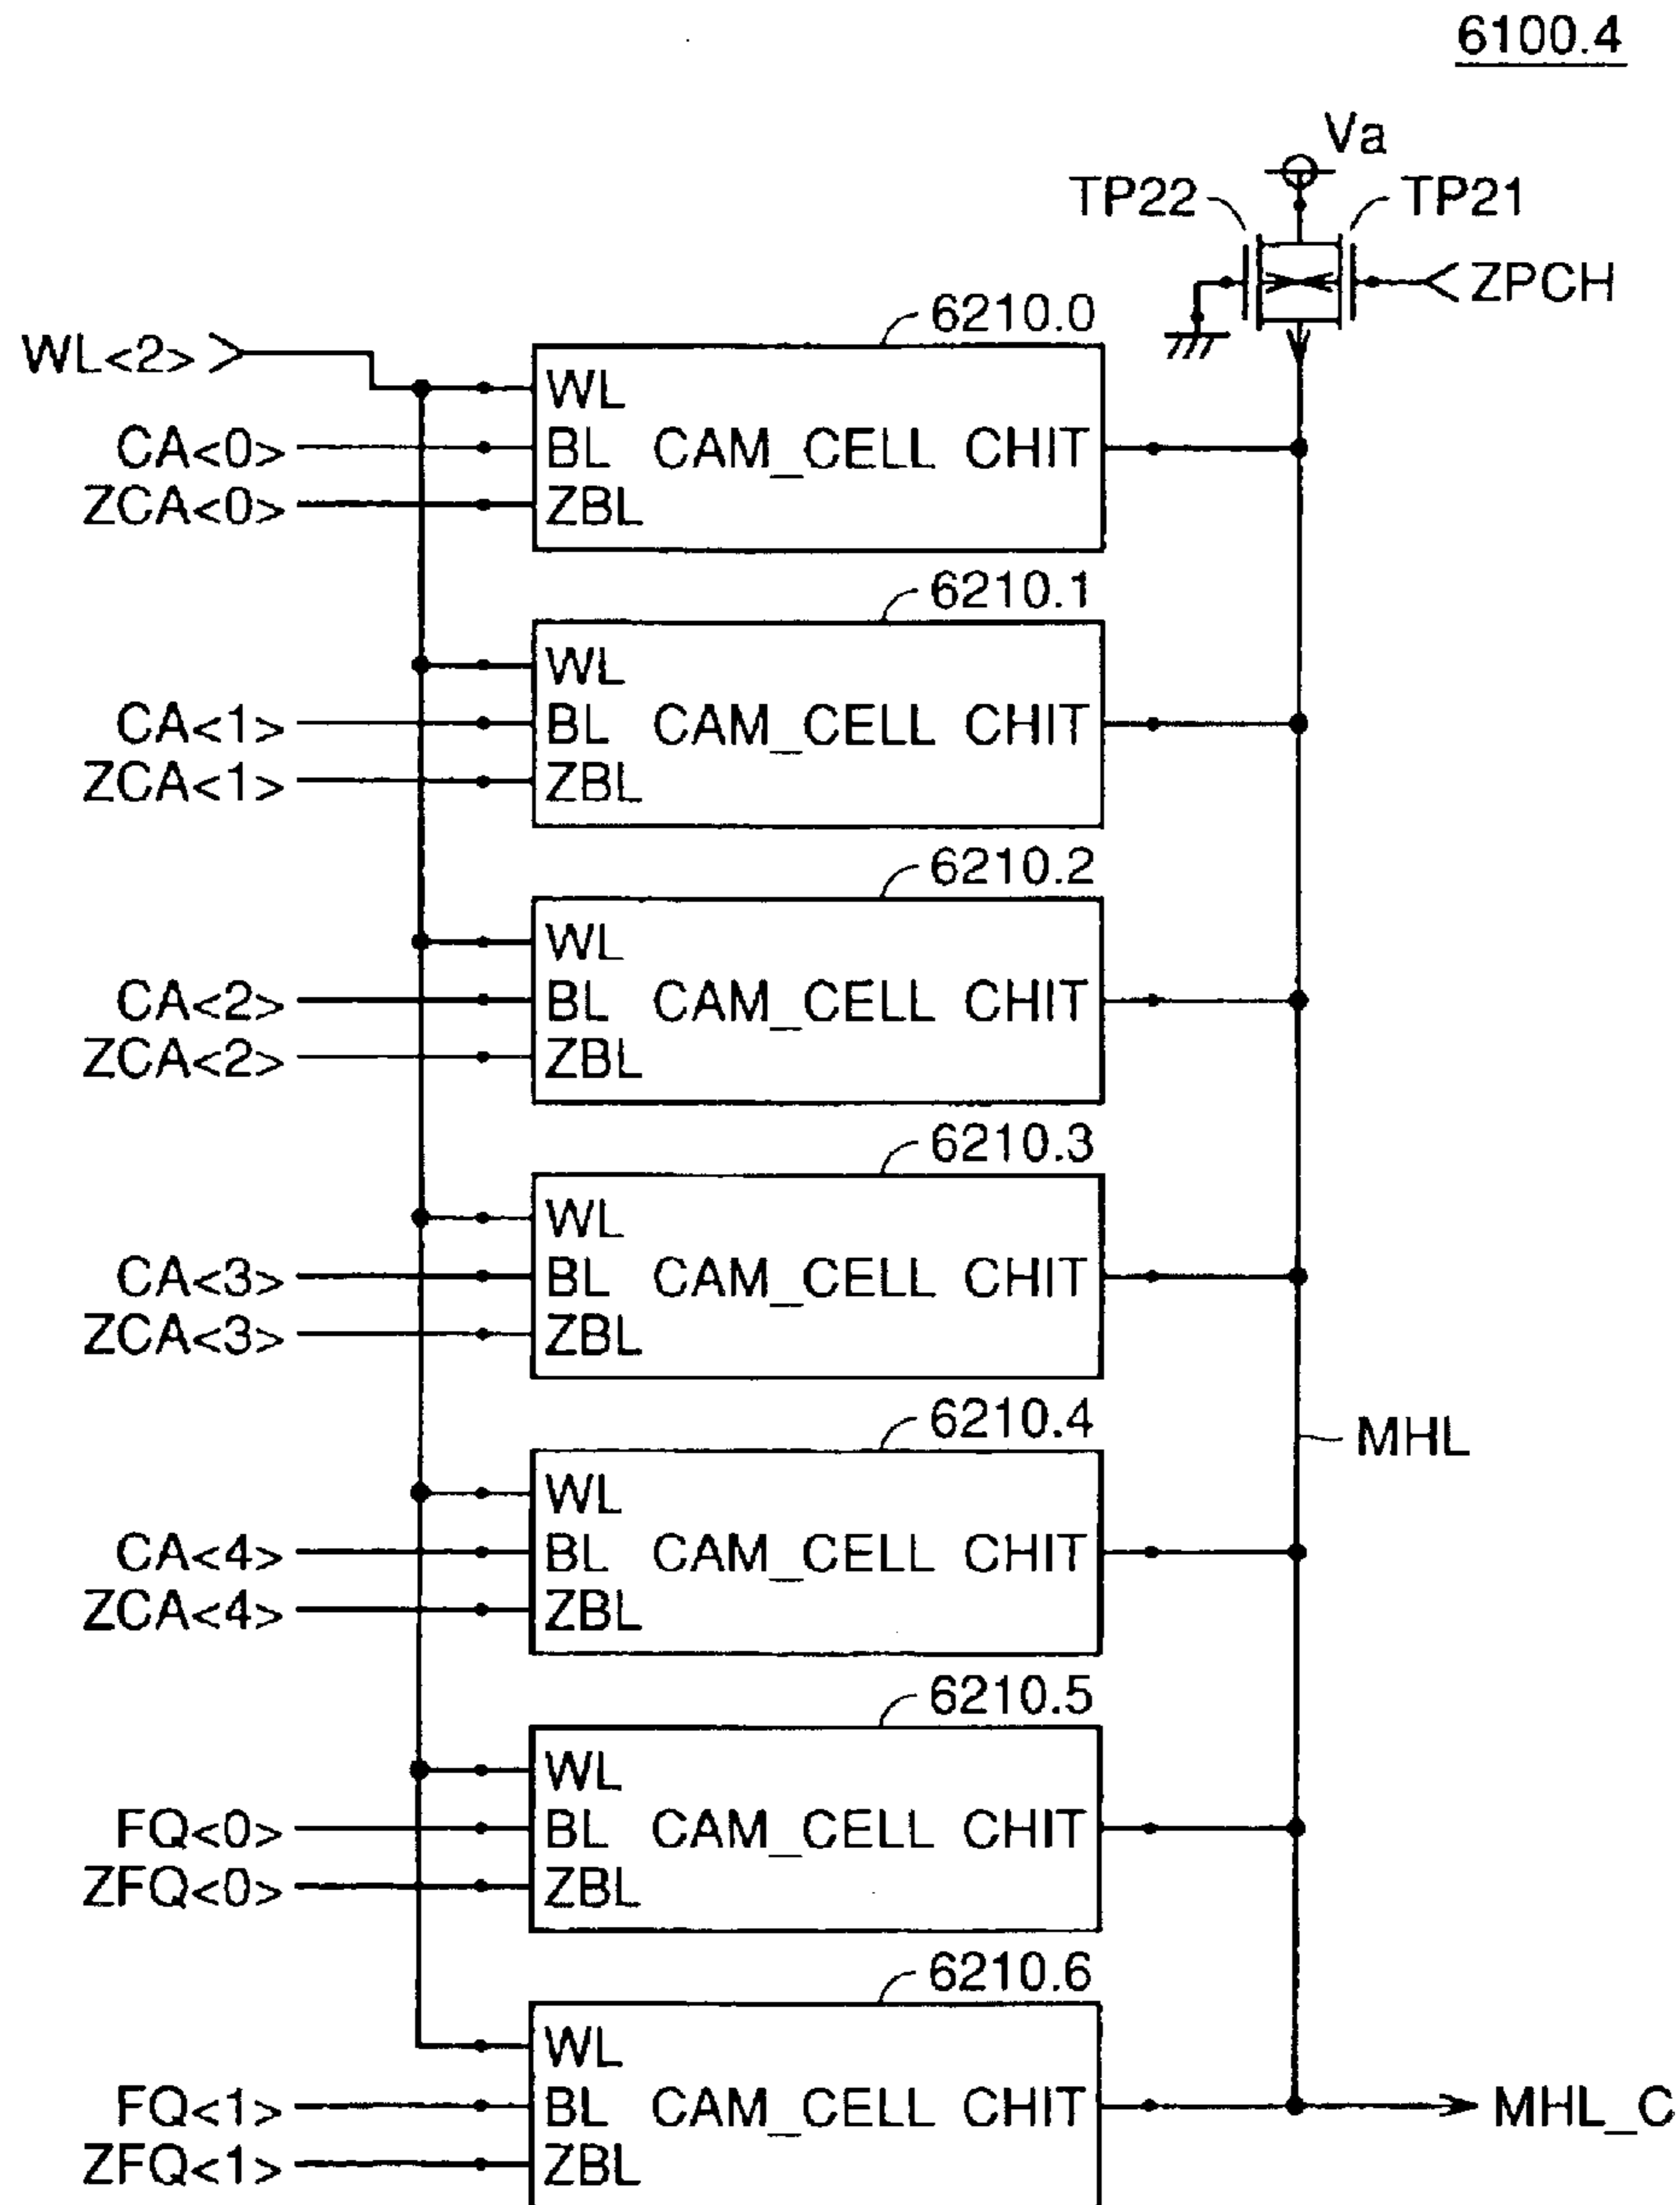 6100.4
Va
TP22
TP21
ZPCH
6210.0
WL<2>
WL
CA<0>
BL CAM_CELL CHIT
ZCA<0>
ZBL
6210.1
WL
CA<1>
BL CAM_CELL CHIT
ZCA<1>
ZBL
6210.2
WL
CA<2>
BL CAM_CELL CHIT
ZCA<2>
ZBL
6210.3
WL
CA<3>
BL CAM_CELL CHIT
ZCA<3>
ZBL
6210.4
MHL
WL
CA<4>
BL CAM_CELL CHIT
ZCA<4>
ZBL
6210.5
WL
FQ<0>
BL CAM_CELL CHIT
ZFQ<0>
ZBL
6210.6
WL
FQ<1>
BL CAM_CELL CHIT
MHL_C
ZFQ<1>
ZBL